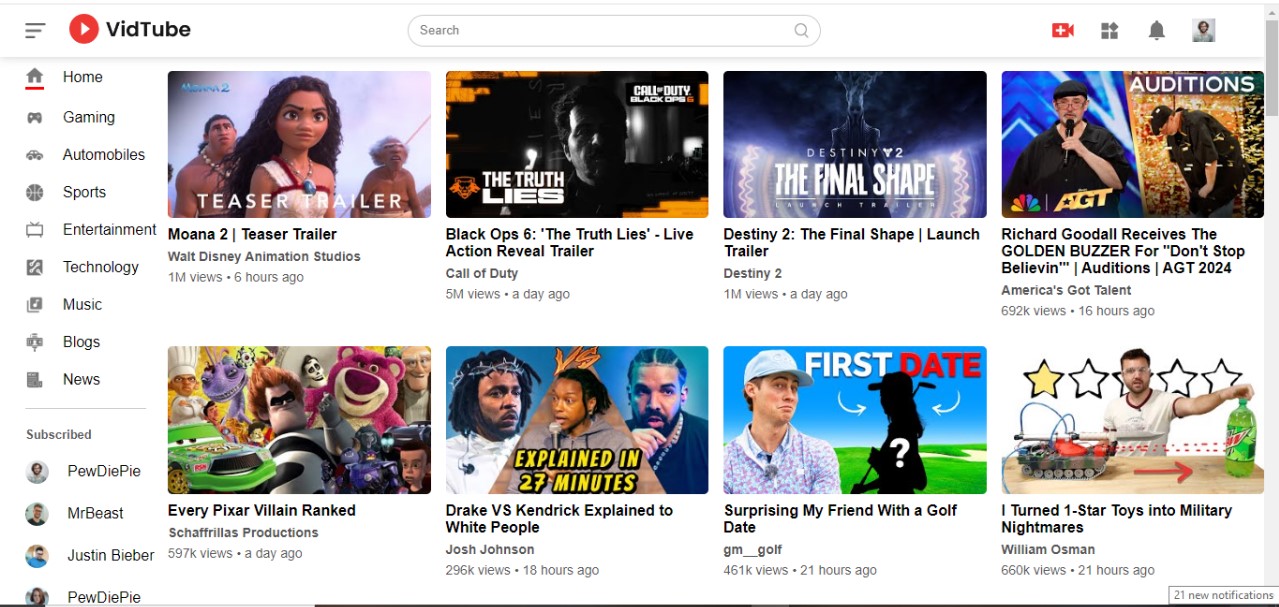 VidTube
Search
Home
Gaming
Automobiles
Sports
Entertainment
Technology
Music
Blogs
News
Subscribed
PewDiePie
MrBeast
Justin Bieber
PewDiePie
MOANA 2
TEASER TRAILER
Moana 2 | Teaser Trailer
Walt Disney Animation Studios
1M views • 6 hours ago
CALL OF DUTY
BLACK OPS 6
THE TRUTH
LIES
Black Ops 6: 'The Truth Lies' - Live
Action Reveal Trailer
Call of Duty
5M views • a day ago
DESTINY 2
THE FINAL SHAPE
LAUNCH TRAILER
Destiny 2: The Final Shape | Launch
Trailer
Destiny 2
1M views • a day ago
AUDITIONS
AGT
Richard Goodall Receives The
GOLDEN BUZZER For "Don't Stop
Believin'" | Auditions | AGT 2024
America's Got Talent
692k views • 16 hours ago
Every Pixar Villain Ranked
Schaffrillas Productions
597k views • a day ago
VS
EXPLAINED IN
27 MINUTES
Drake VS Kendrick Explained to
White People
Josh Johnson
296k views • 18 hours ago
FIRST DATE
?
Surprising My Friend With a Golf
Date
gm__golf
461k views • 21 hours ago
I Turned 1-Star Toys into Military
Nightmares
William Osman
660k views • 21 hours ago
21 new notifications